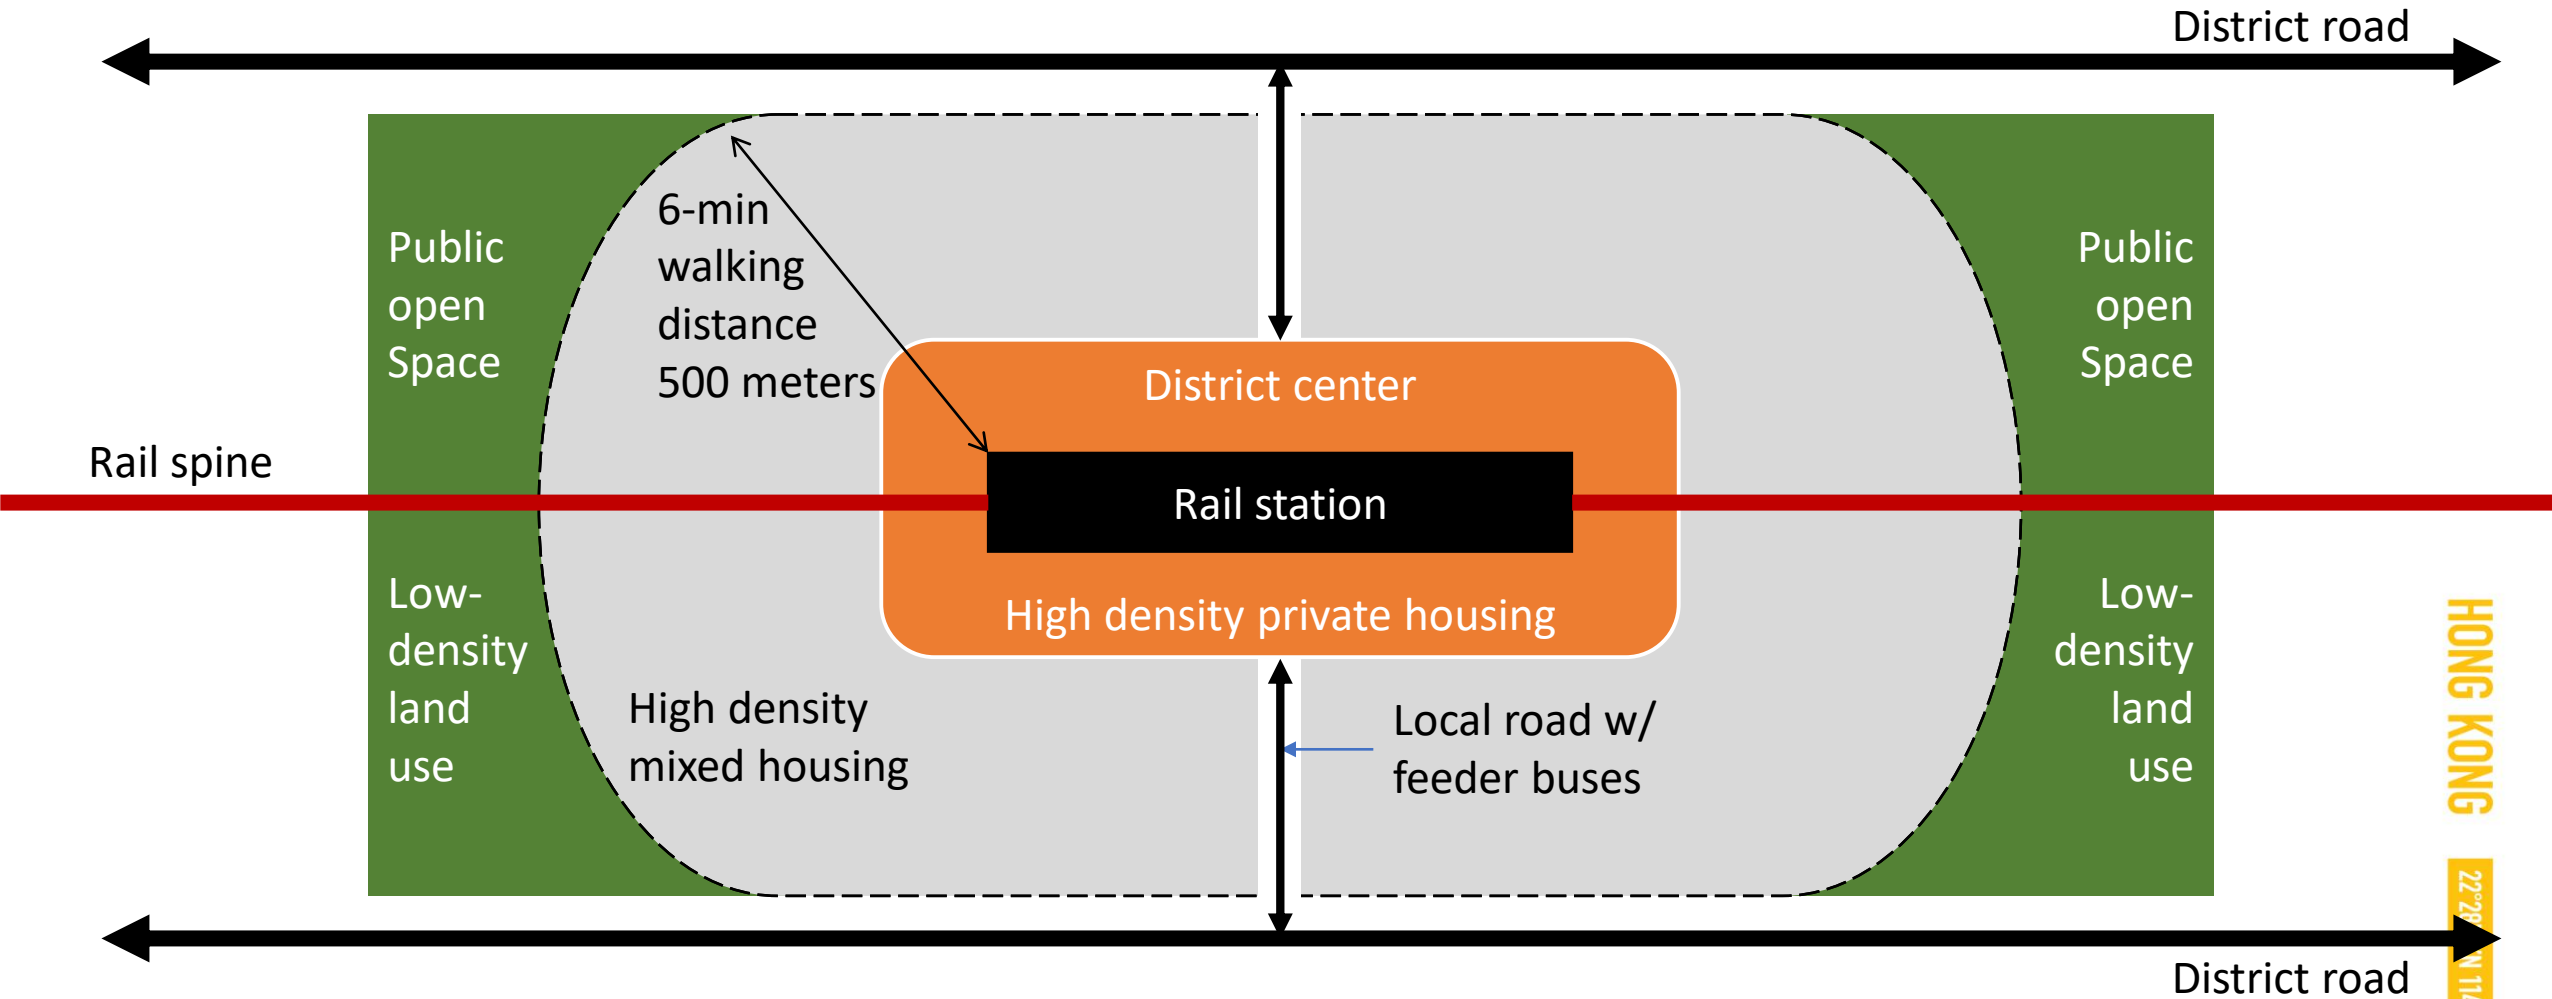 District road
6-min
walking
distance
500 meters
Public
open
Space
Public
open
Space
District center
Rail spine
Rail station
High density private housing
Low-
density
land
use
Low-
density
land
use
High density
mixed housing
Local road w/
feeder buses
HONG KONG
District road